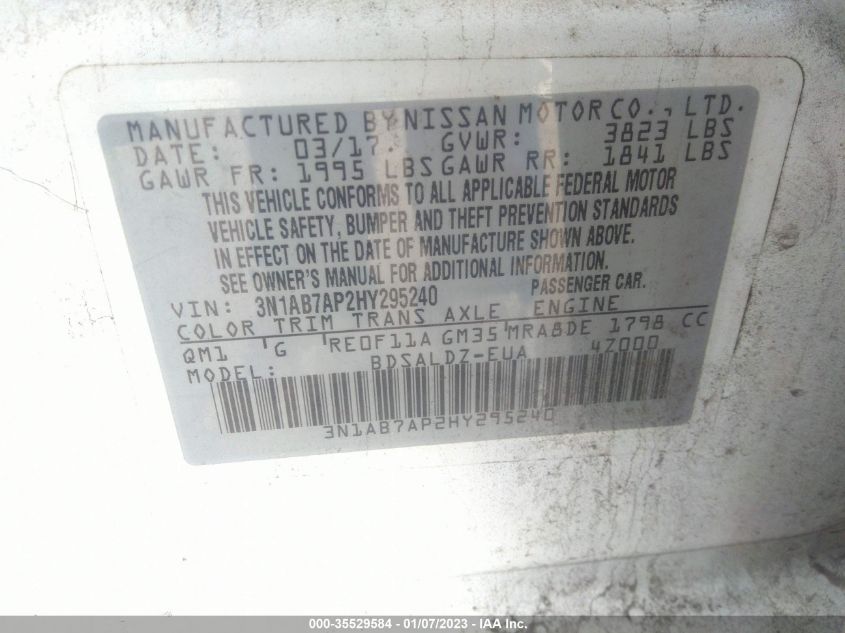 MANUFACTURED BY NISSAN MOTOR CO., LTD.
DATE: 03/17 GVWR: 3823 LBS
GAWR FR: 1995 LBS GAWR RR: 1841 LBS
THIS VEHICLE CONFORMS TO ALL APPLICABLE FEDERAL MOTOR
VEHICLE SAFETY, BUMPER AND THEFT PREVENTION STANDARDS
IN EFFECT ON THE DATE OF MANUFACTURE SHOWN ABOVE.
SEE OWNER'S MANUAL FOR ADDITIONAL INFORMATION.
VIN: 3N1AB7AP2HY295240 PASSENGER CAR.
COLOR TRIM TRANS AXLE ENGINE
QM1 G RE0F11A GM35 MRA8DE 1798 CC
MODEL: BDSALDZ-EUA 4Z000
3N1AB7AP2HY295240
000-35529584 - 01/07/2023 - IAA Inc.